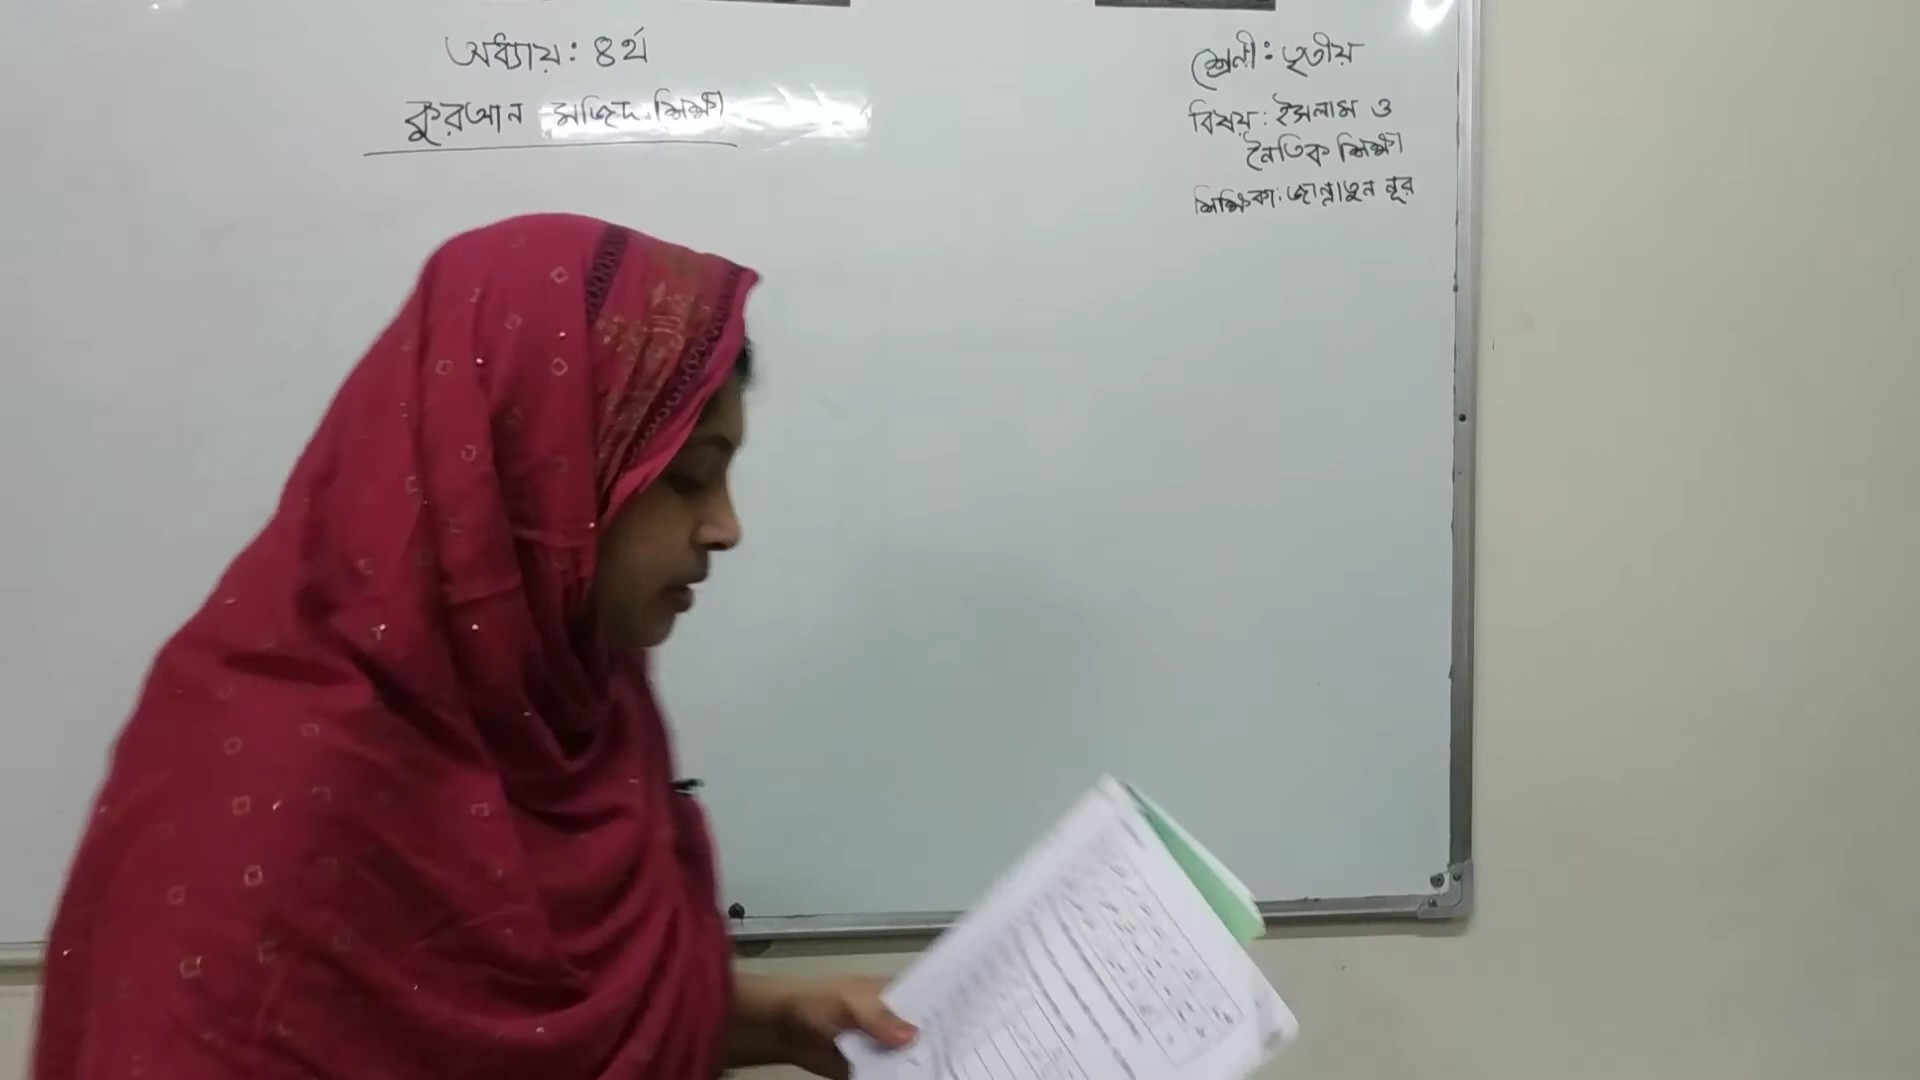 অধ্যায়: ৪র্থ
কুরআন মজিদ শিক্ষা
শ্রেনী: তৃতীয়
বিষয়: ইসলাম ও
নৈতিক শিক্ষা
শিক্ষিকা: জান্নাতুন নূর